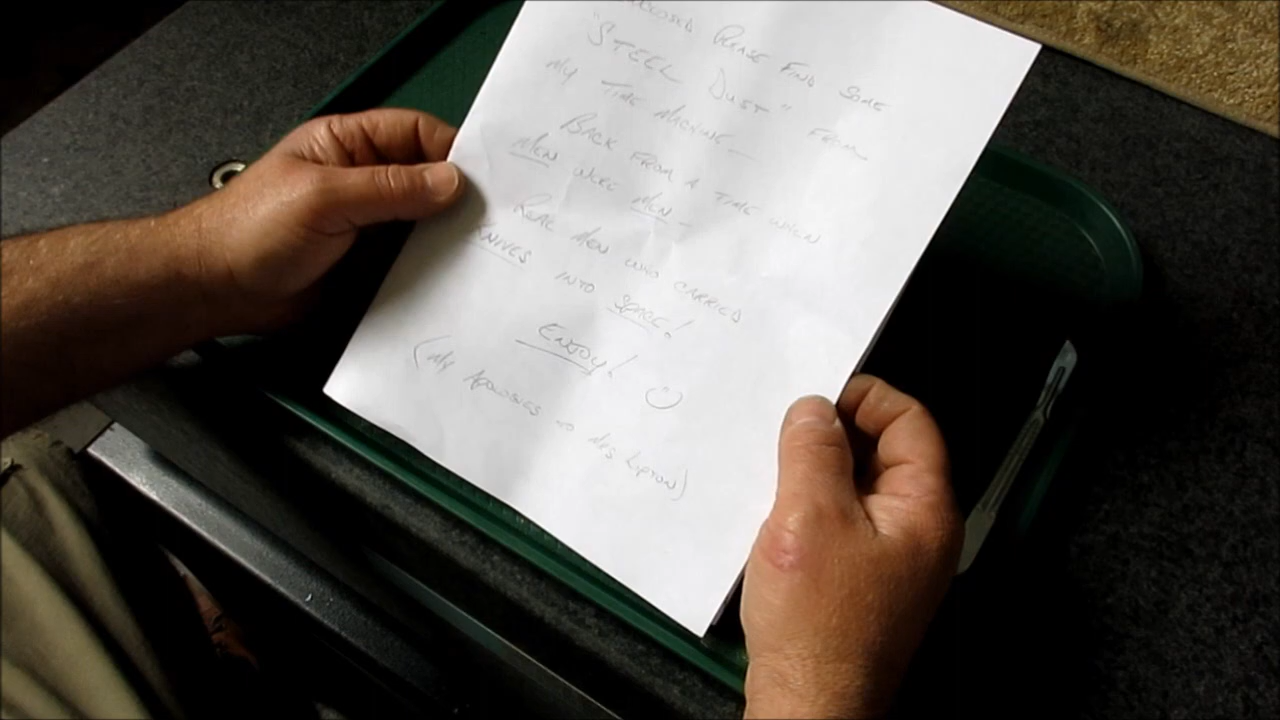 Enclosed Please Find Some
"Steel Dust" From
My Time Machine —
Back From A Time When
Men Were Men -
Real Men Who Carried
Knives Into Space!
Enjoy!
(My Apologies to Mrs Lipton)